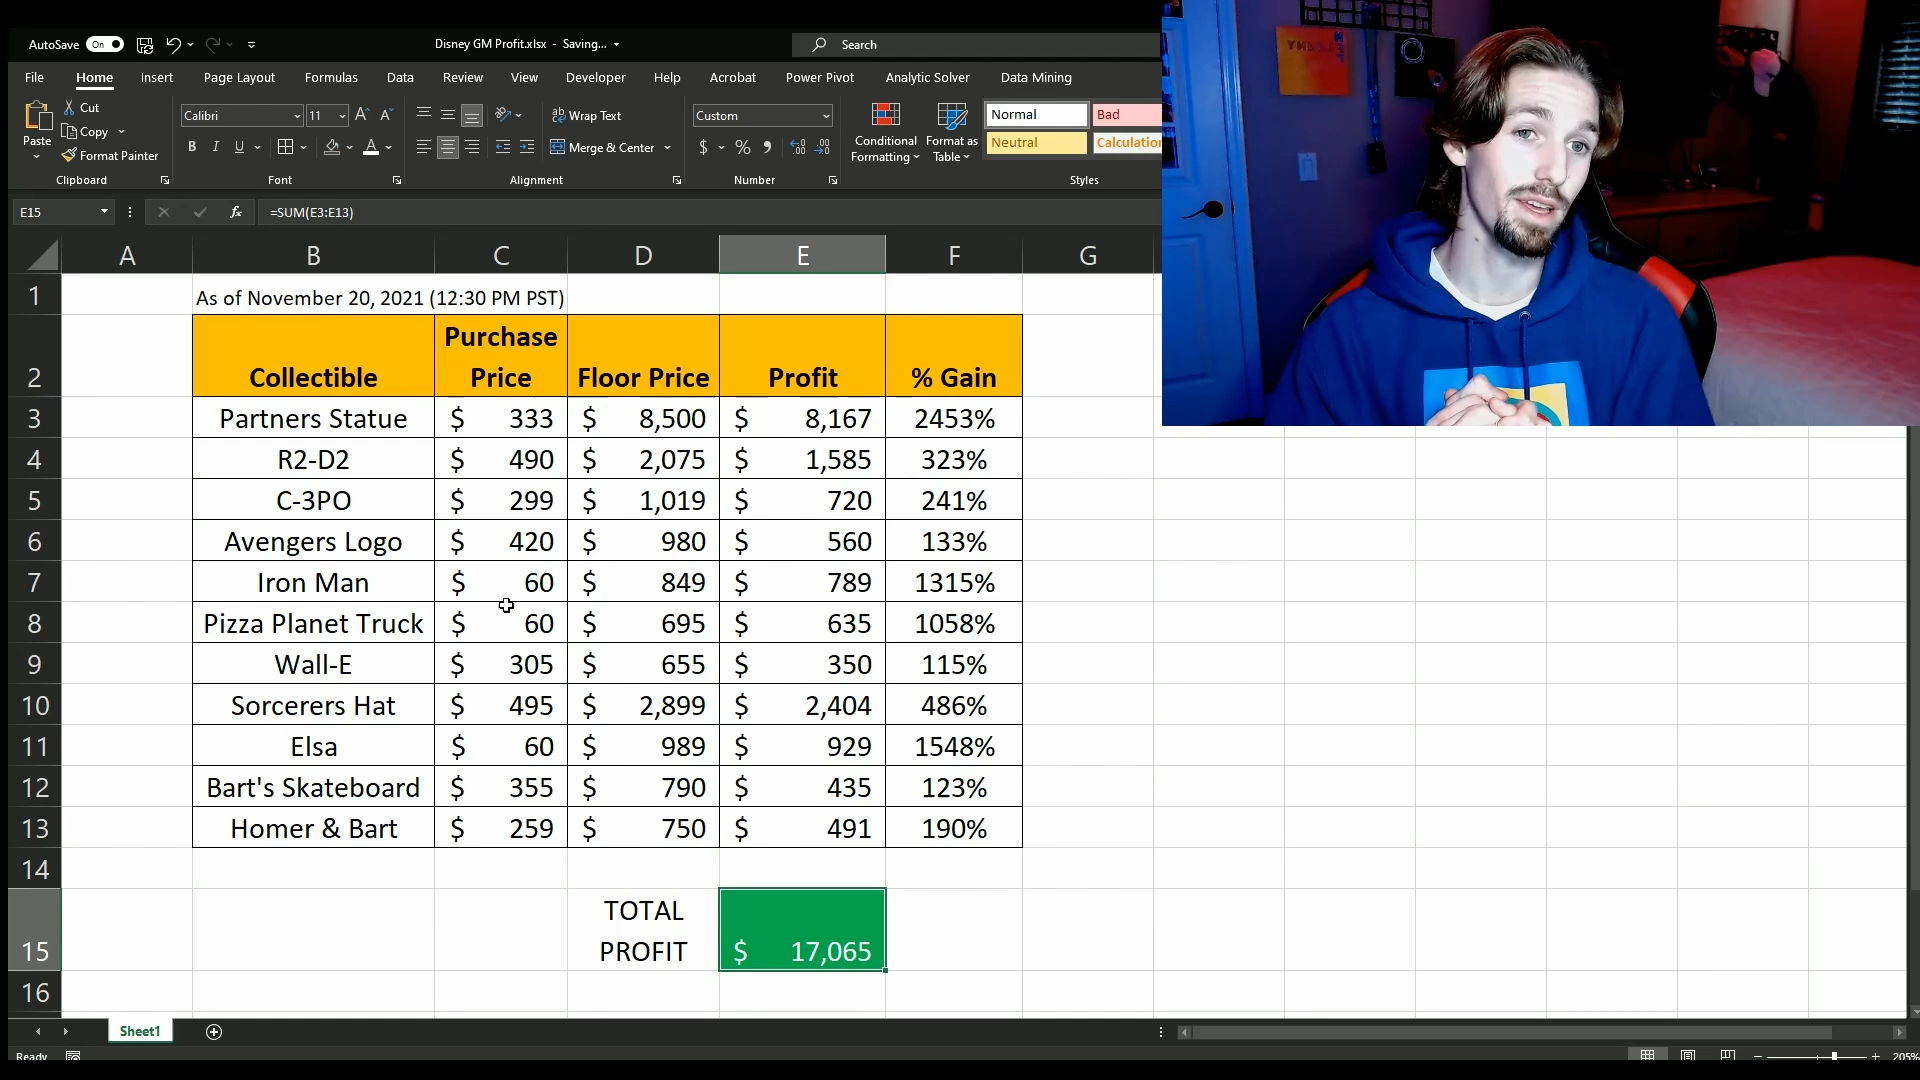 AutoSave On Disney GM Profit.xlsx - Saving... Search
File Home Insert Page Layout Formulas Data Review View Developer Help Acrobat Power Pivot Analytic Solver Data Mining
Paste Cut Copy Format Painter Clipboard
Calibri 11 A A
B I U A Font
ab Wrap Text
Merge & Center Alignment
Custom
$ % Number
Conditional Formatting Format as Table
Normal Bad
Neutral Calculation
Styles
E15 fx =SUM(E3:E13)
A B C D E F G
1 As of November 20, 2021 (12:30 PM PST)
2 Collectible Purchase Price Floor Price Profit % Gain
3 Partners Statue $ 333 $ 8,500 $ 8,167 2453%
4 R2-D2 $ 490 $ 2,075 $ 1,585 323%
5 C-3PO $ 299 $ 1,019 $ 720 241%
6 Avengers Logo $ 420 $ 980 $ 560 133%
7 Iron Man $ 60 $ 849 $ 789 1315%
8 Pizza Planet Truck $ 60 $ 695 $ 635 1058%
9 Wall-E $ 305 $ 655 $ 350 115%
10 Sorcerers Hat $ 495 $ 2,899 $ 2,404 486%
11 Elsa $ 60 $ 989 $ 929 1548%
12 Bart's Skateboard $ 355 $ 790 $ 435 123%
13 Homer & Bart $ 259 $ 750 $ 491 190%
14
15 TOTAL PROFIT $ 17,065
16
Sheet1
Ready 205%